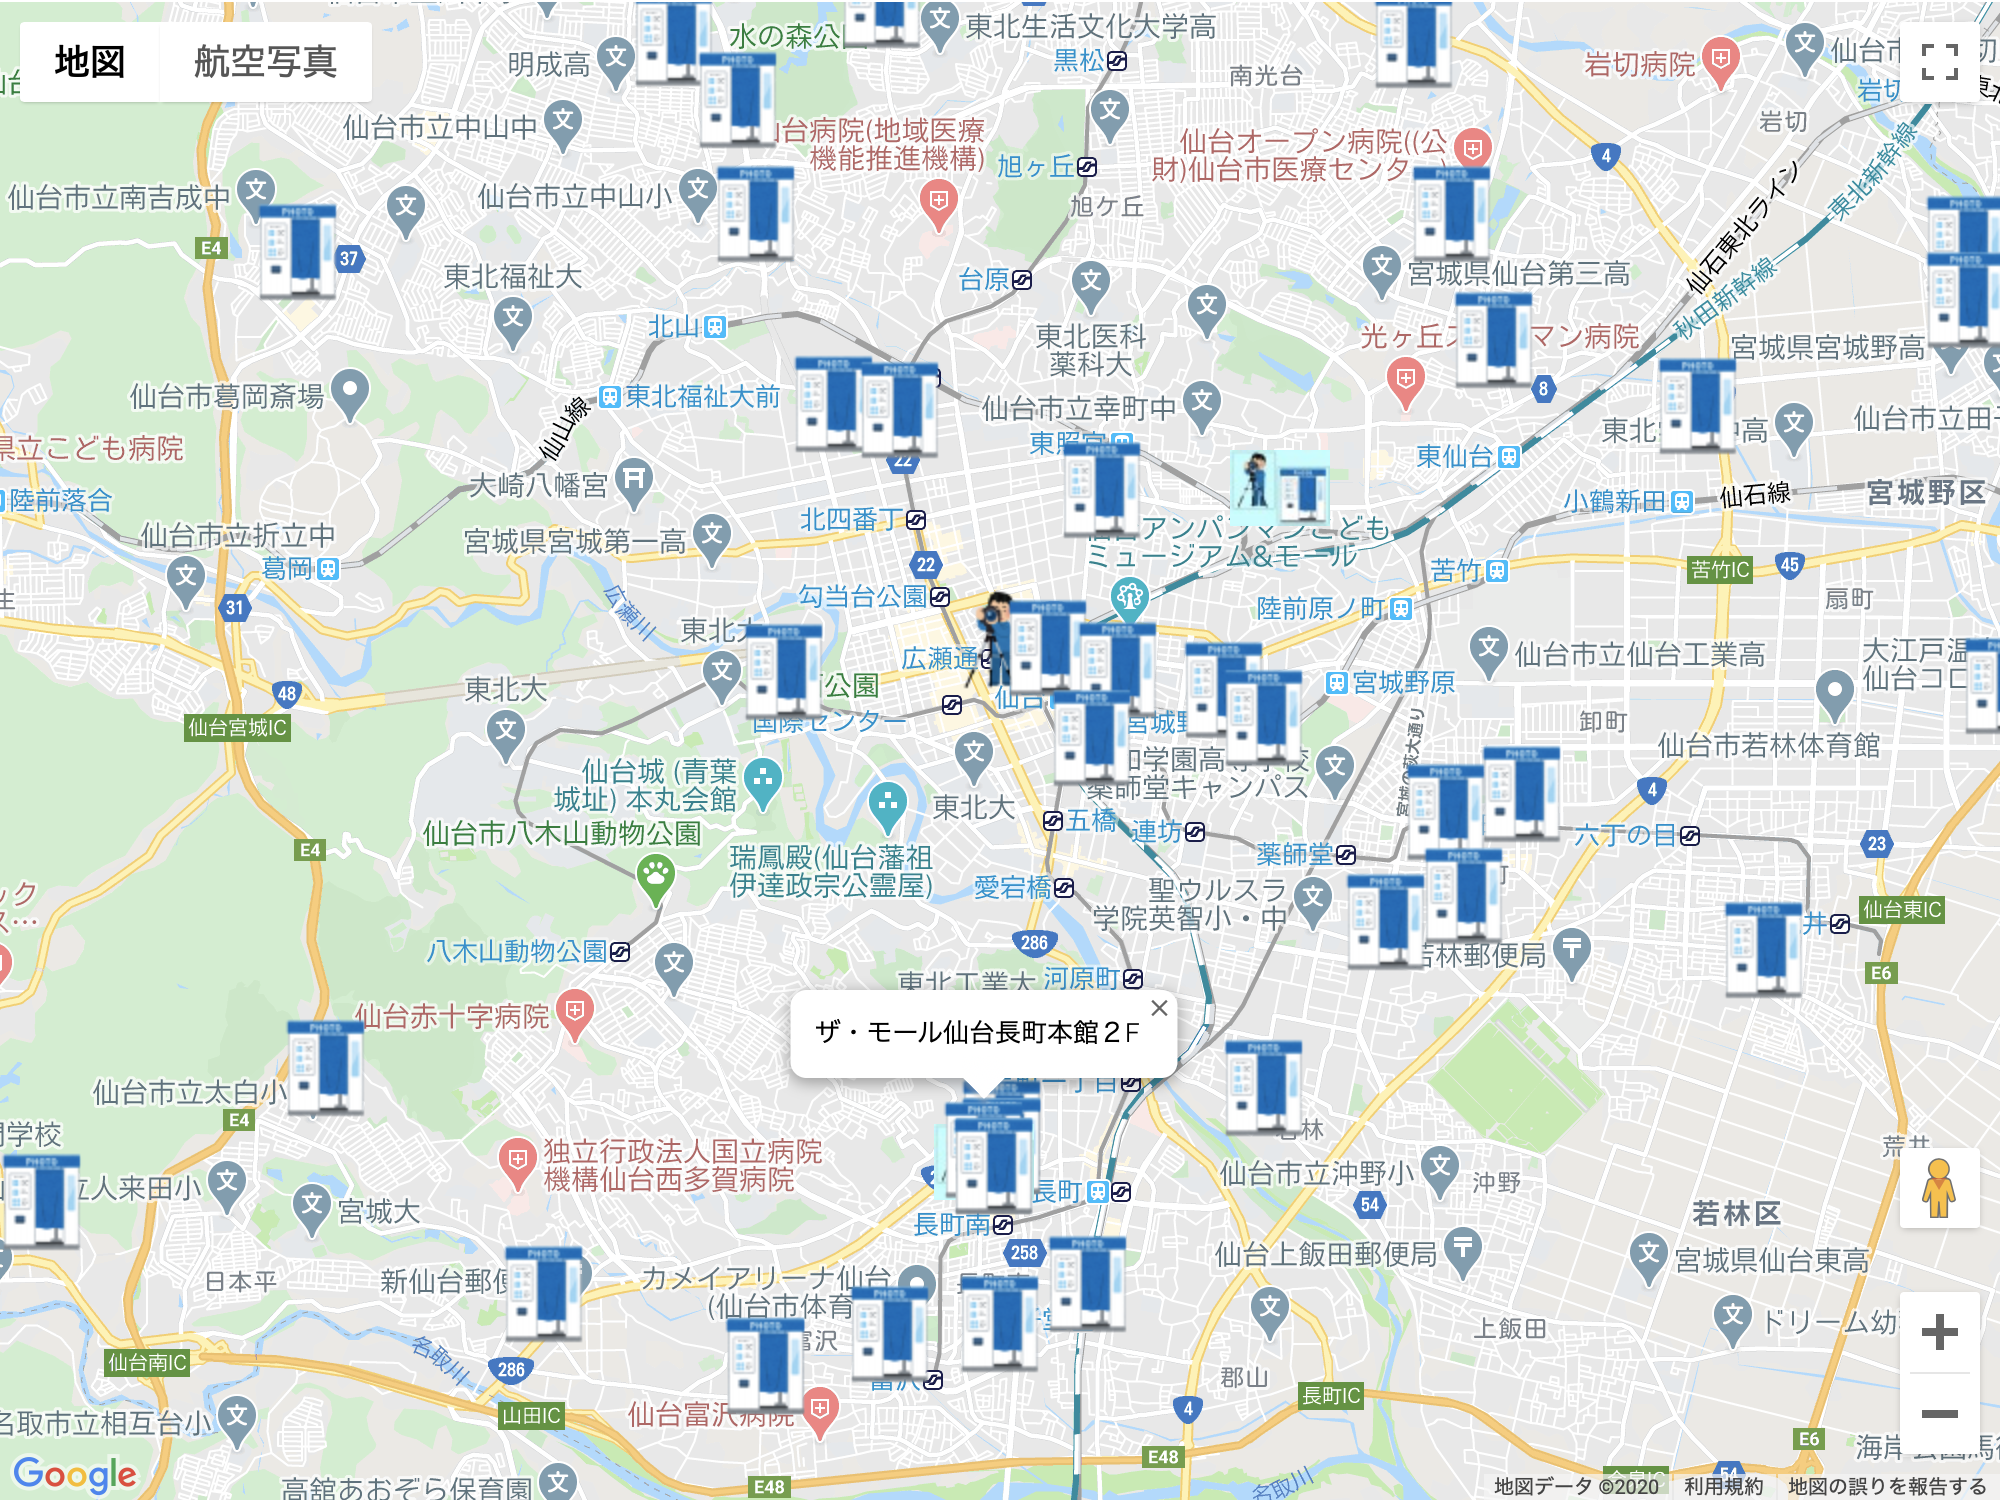 地図
航空写真
水の森公
東北生活文化大学高
黒松
明成高
南光台
岩切病院
仙台市
岩切
仙台市立中山中
台病院(地域医療
機能推進機構)
仙台オープン病院((公
財)仙台市医療センター
岩切
4
旭ヶ丘
旭ケ丘
仙台市立南吉成中
仙台市立中山小
仙石東北ライン
東北新幹線
秋田新幹線
E4
37
東北福祉大
台原
宮城県仙台第三高
北山
東北医科
薬科大
光ヶ丘ス
マン病院
宮城県宮城野高
仙台市葛岡斎場
東北福祉大前
仙山線
仙台市立幸町中
8
仙台市立田子
県立こども病院
東照宮
東仙台
22
大崎八幡宮
小鶴新田
仙石線
宮城野区
陸前落合
仙台市立折立中
北四番丁
宮城県宮城第一高
アンパンマンこども
ミュージアム&モール
葛岡
22
苦竹
苦竹IC
45
31
広瀬川
勾当台公園
陸前原ノ町
扇町
東北大
広瀬通
仙台市立仙台工業高
大江戸温
仙台コロ
48
東北大
公園
仙台
宮城野原
仙台宮城IC
国際センター
宮城野
卸町
宮城の萩大通り
仙台市若林体育館
仙台城 (青葉
城址) 本丸会館
東北大
和学園高等学校
薬師堂キャンパス
4
仙台市八木山動物公園
五橋
連坊
六丁の目
23
E4
瑞鳳殿(仙台藩祖
伊達政宗公霊屋)
薬師堂
愛宕橋
聖ウルスラ
学院英智小・中
仙台東IC
井
286
八木山動物公園
若林郵便局
E6
東北工業大
河原町
仙台赤十字病院
ザ・モール仙台長町本館２F
一丁目
仙台市立太白小
E4
若林
荒井
独立行政法人国立病院
機構仙台西多賀病院
立人来田小
宮城大
長町
仙台市立沖野小
沖野
54
若林区
長町南
258
仙台上飯田郵便局
宮城県仙台東高
日本平
新仙台郵便
カメイアリーナ仙台
(仙台市体育
上飯田
ドリーム幼
富沢
富沢
名取川
仙台南IC
286
郡山
長町IC
4
名取市立相互台小
山田IC
仙台富沢病院
E48
E6
Google
高舘あおぞら保育園
E48
名取川
54
地図データ ©2020
利用規約
地図の誤りを報告する